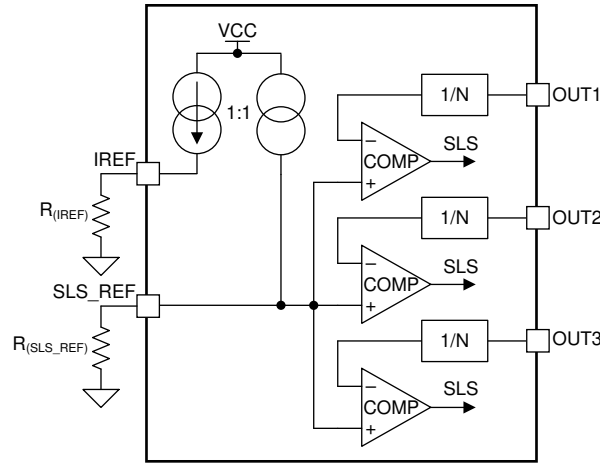 VCC
1/N
OUT1
1:1
SLS
−
COMP
+
IREF
R(IREF)
1/N
OUT2
SLS
−
COMP
+
SLS_REF
R(SLS_REF)
1/N
OUT3
SLS
−
COMP
+